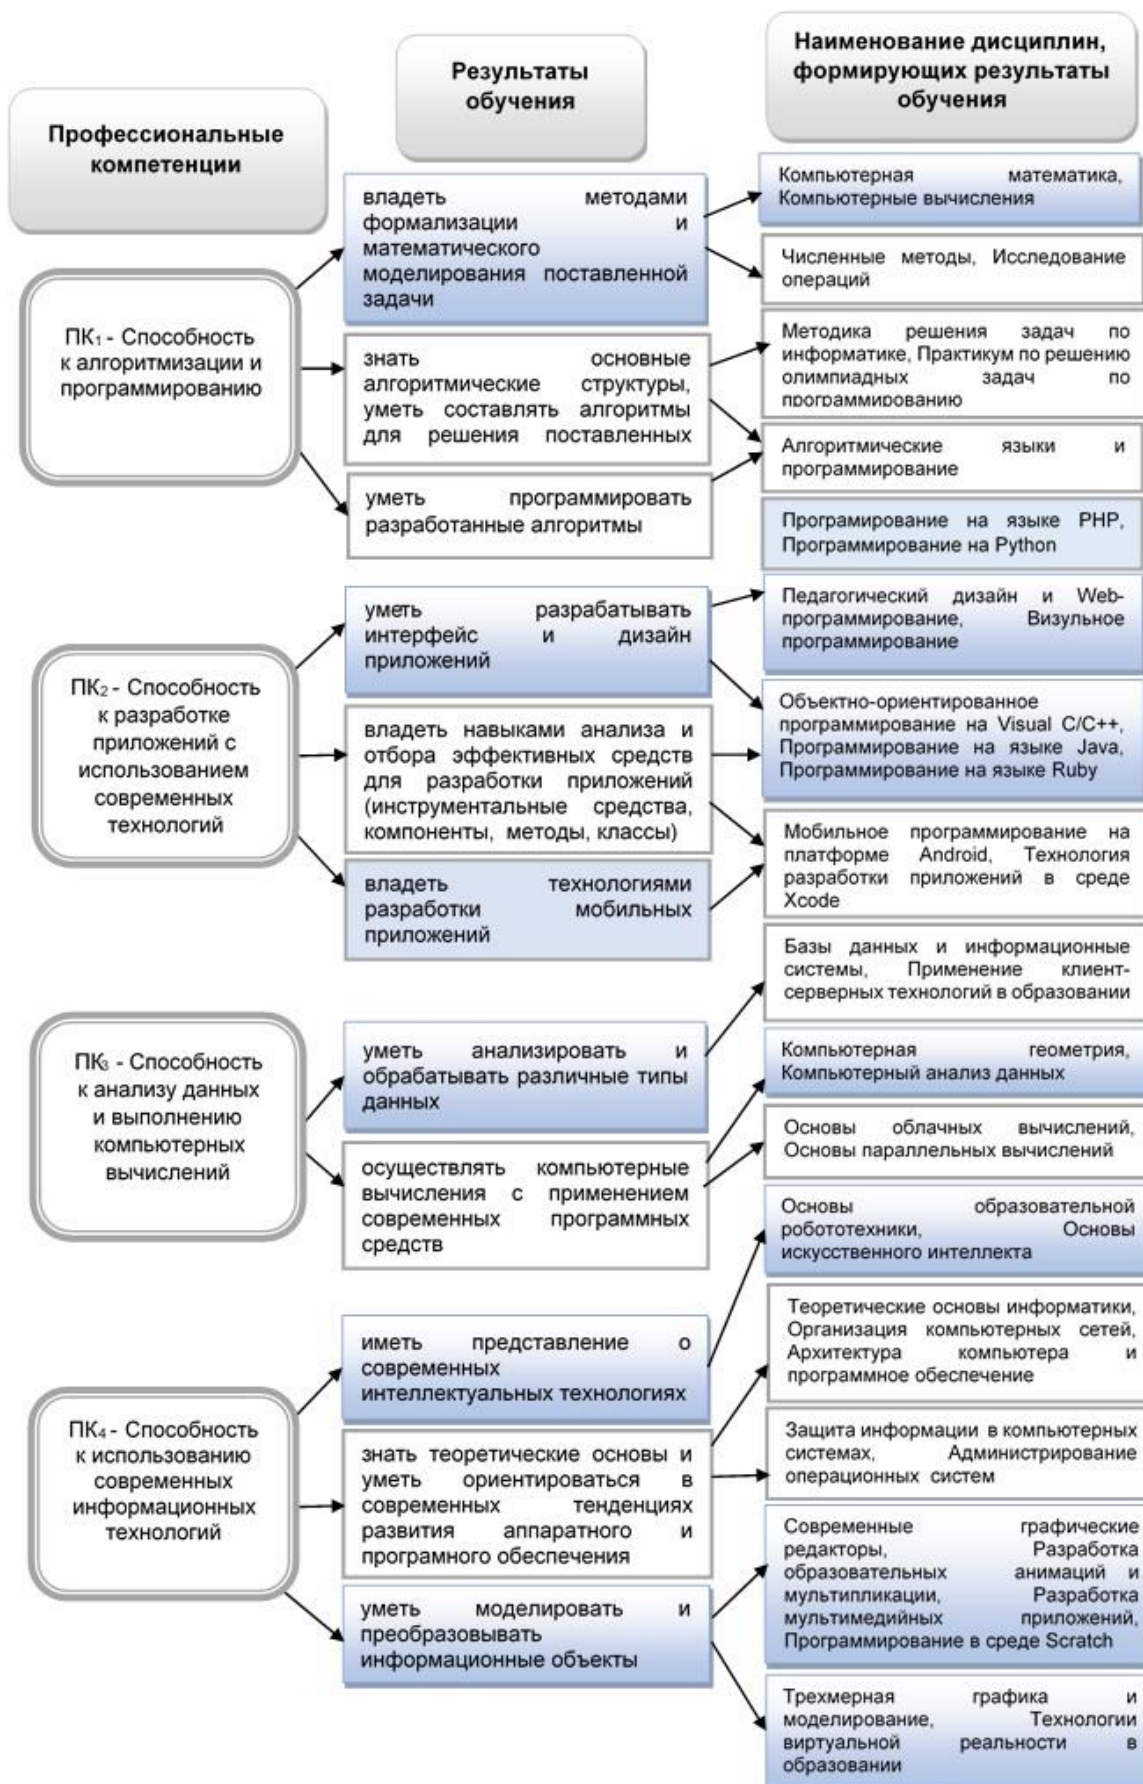 Профессиональные
компетенции
Результаты
обучения
Наименование дисциплин,
формирующих результаты
обучения
ПК₁ - Способность
к алгоритмизации и
программированию
владеть методами
формализации и
математического
моделирования поставленной
задачи
знать основные
алгоритмические структуры,
уметь составлять алгоритмы
для решения поставленных
уметь программировать
разработанные алгоритмы
Компьютерная математика,
Компьютерные вычисления
Численные методы, Исследование
операций
Методика решения задач по
информатике, Практикум по решению
олимпиадных задач по
программированию
Алгоритмические языки и
программирование
Програмирование на языке PHP,
Программирование на Python
ПК₂ - Способность
к разработке
приложений с
использованием
современных
технологий
уметь разрабатывать
интерфейс и дизайн
приложений
владеть навыками анализа и
отбора эффективных средств
для разработки приложений
(инструментальные средства,
компоненты, методы, классы)
владеть технологиями
разработки мобильных
приложений
Педагогический дизайн и Web-
программирование, Визульное
программирование
Объектно-ориентированное
программирование на Visual C/C++,
Программирование на языке Java,
Программирование на языке Ruby
Мобильное программирование на
платформе Android, Технология
разработки приложений в среде
Xcode
ПК₃ - Способность
к анализу данных
и выполнению
компьютерных
вычислений
уметь анализировать и
обрабатывать различные типы
данных
осуществлять компьютерные
вычисления с применением
современных программных
средств
Базы данных и информационные
системы, Применение клиент-
серверных технологий в образовании
Компьютерная геометрия,
Компьютерный анализ данных
Основы облачных вычислений,
Основы параллельных вычислений
ПК₄ - Способность
к использованию
современных
информационных
технологий
иметь представление о
современных
интеллектуальных технологиях
знать теоретические основы и
уметь ориентироваться в
современных тенденциях
развития аппаратного и
програмного обеспечения
уметь моделировать и
преобразовывать
информационные объекты
Основы образовательной
робототехники, Основы
искусственного интеллекта
Теоретические основы информатики,
Организация компьютерных сетей,
Архитектура компьютера и
программное обеспечение
Защита информации в компьютерных
системах, Администрирование
операционных систем
Современные графические
редакторы, Разработка
образовательных анимаций и
мультипликации, Разработка
мультимедийных приложений,
Программирование в среде Scratch
Трехмерная графика и
моделирование, Технологии
виртуальной реальности в
образовании